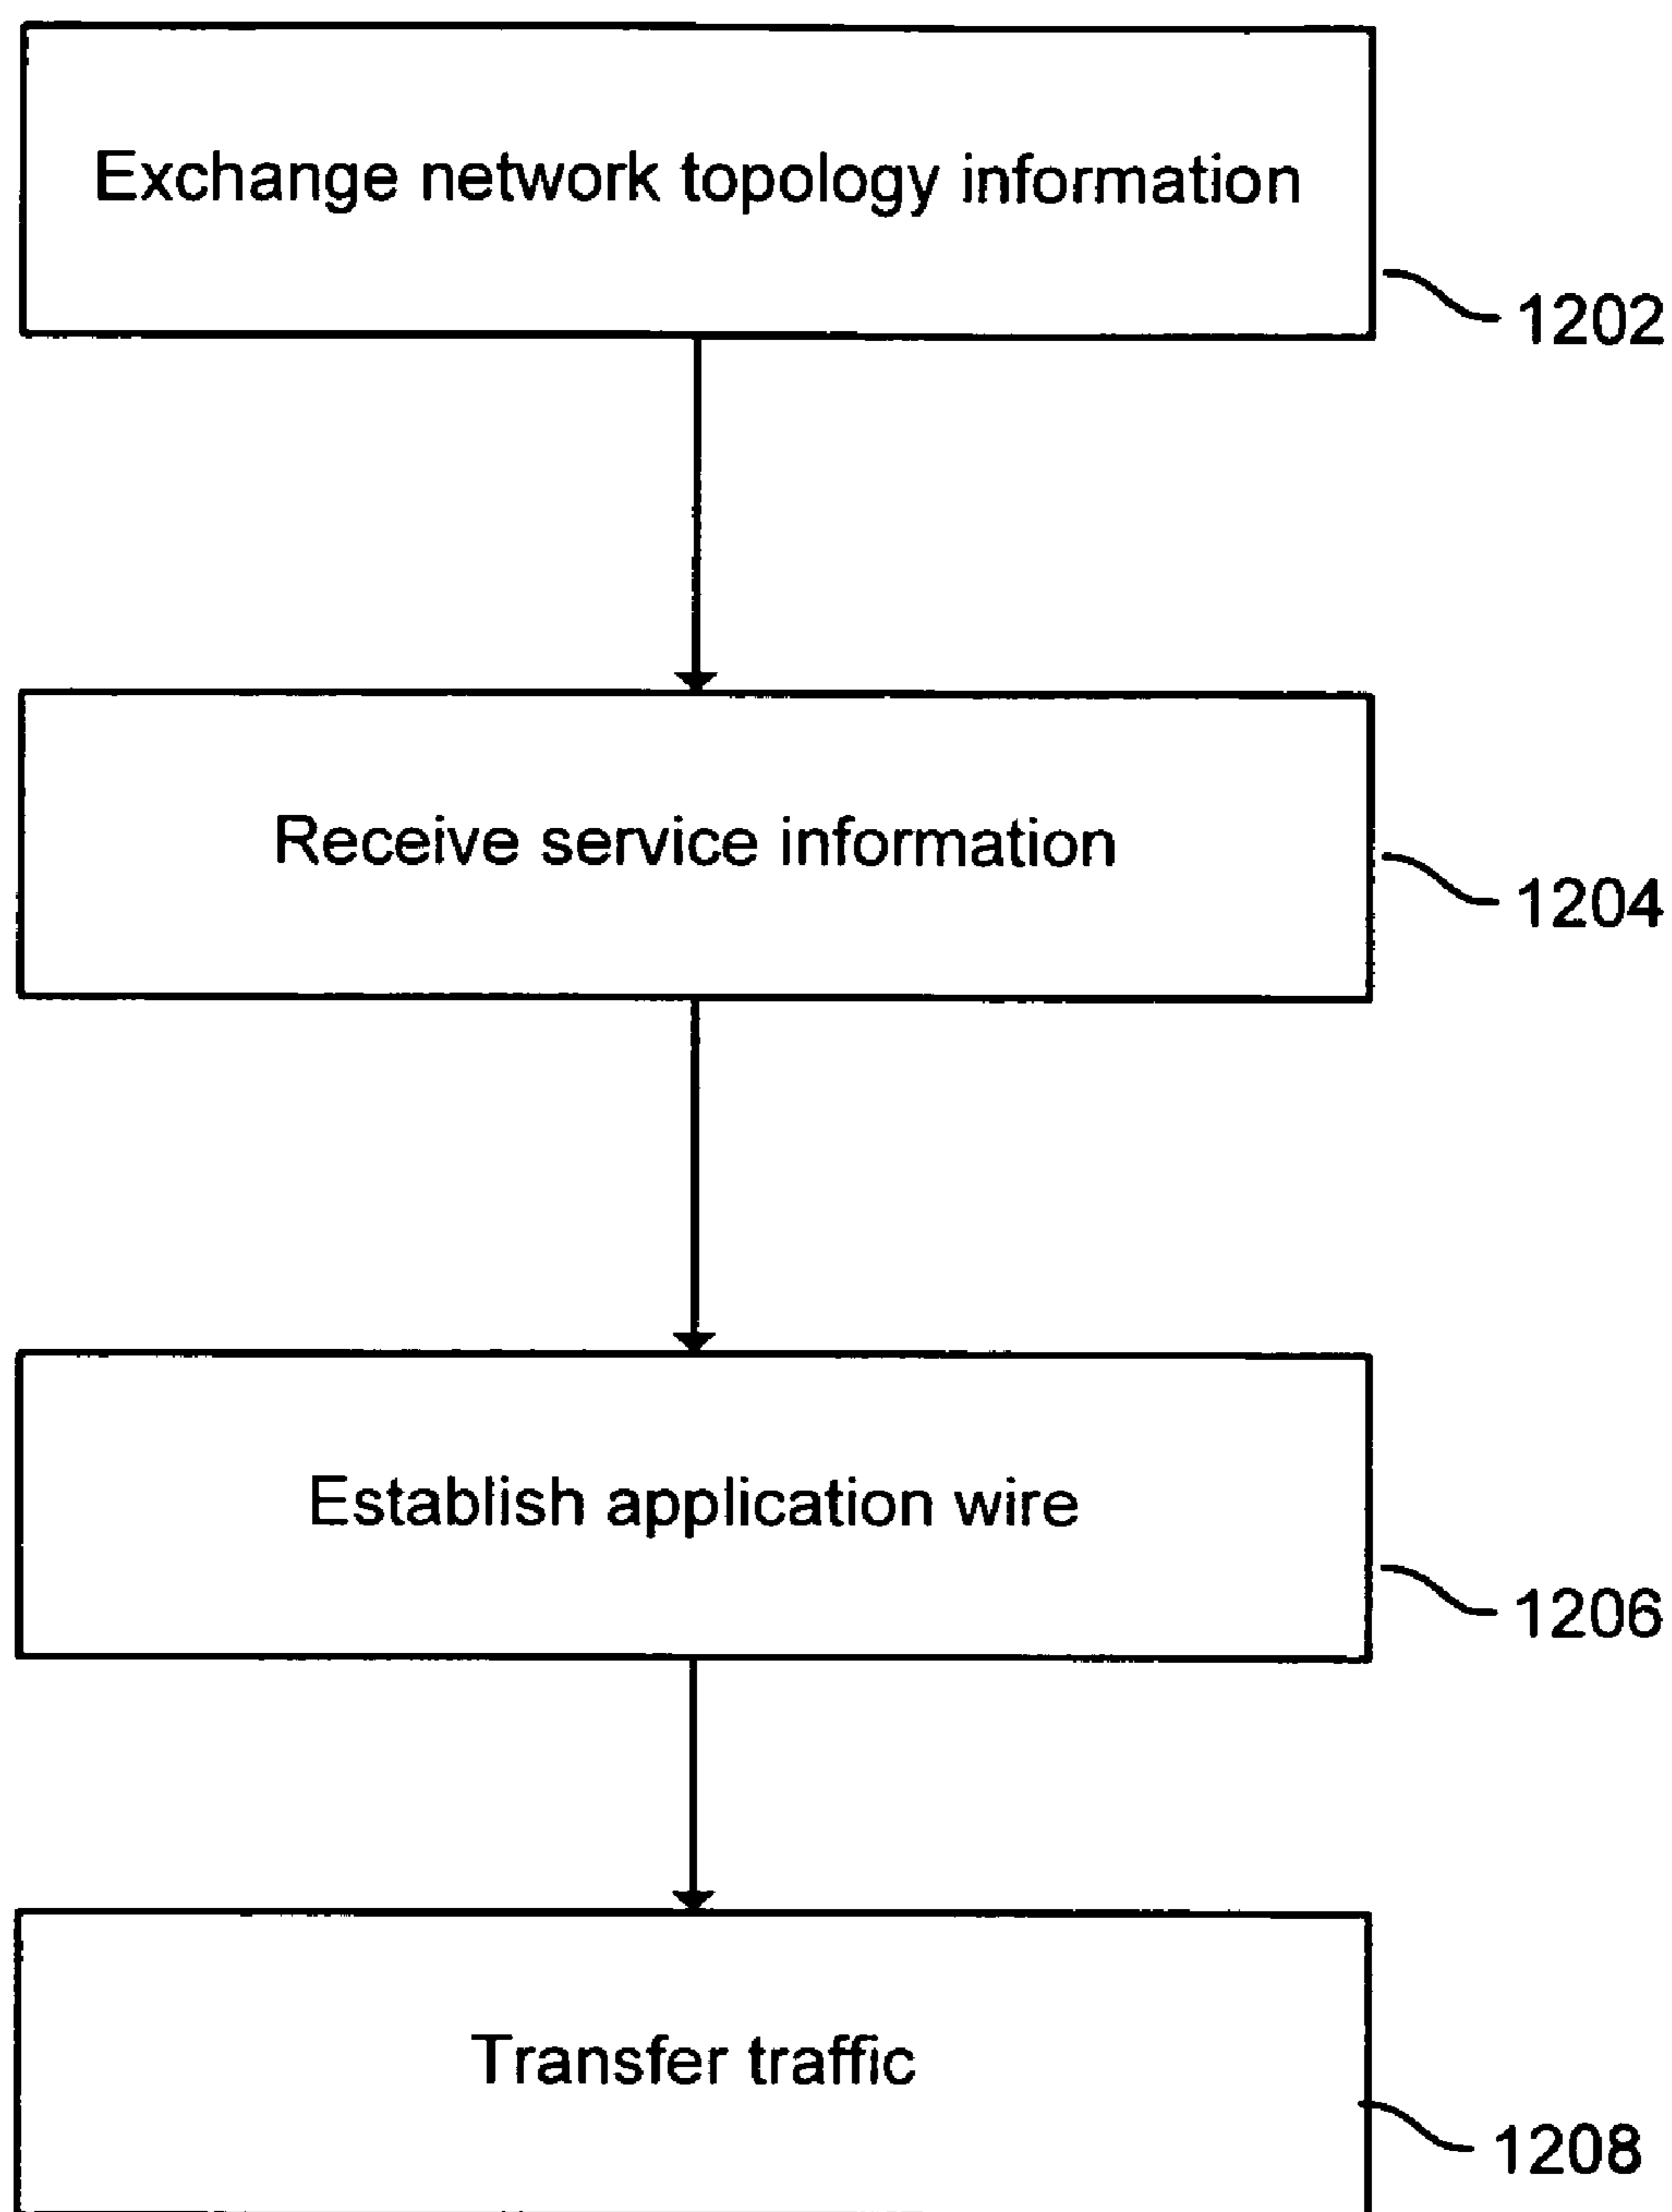 Exchange network topology information
1202
Receive service information
1204
Establish application wire
1206
Transfer traffic
1208